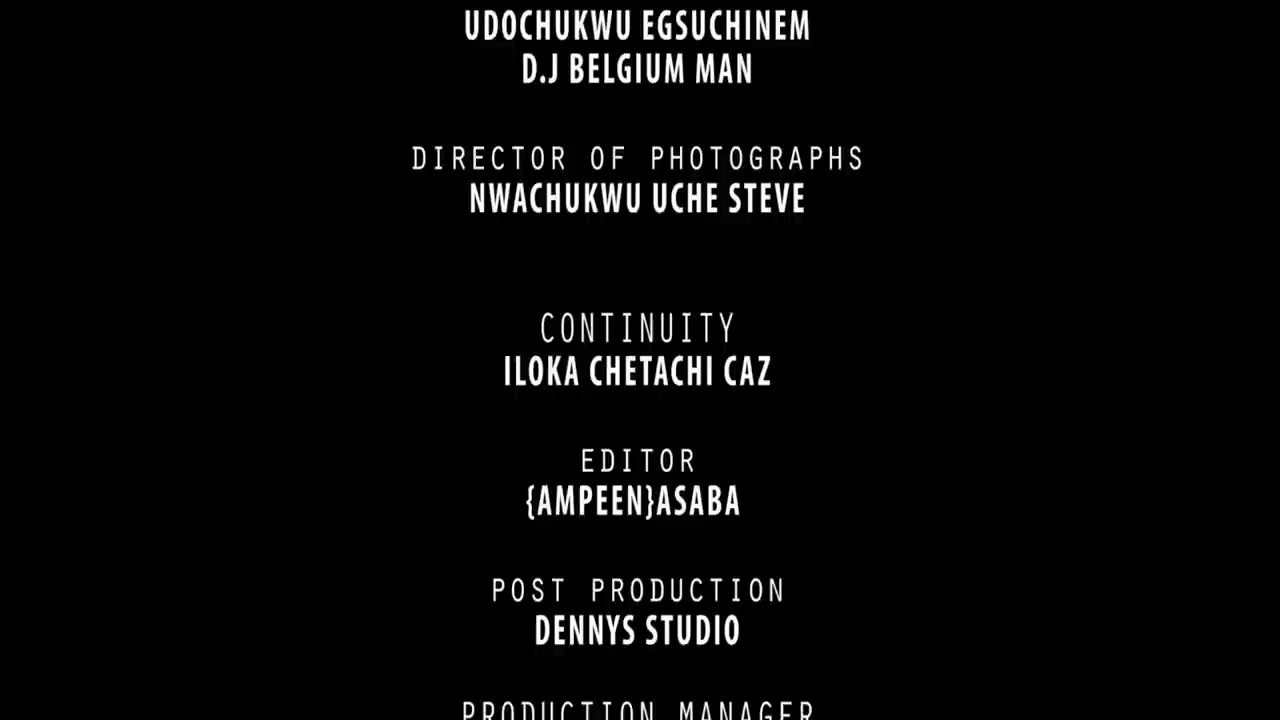 UDOCHUKWU EGSUCHINEM
D.J BELGIUM MAN
DIRECTOR OF PHOTOGRAPHS
NWACHUKWU UCHE STEVE
CONTINUITY
ILOKA CHETACHI CAZ
EDITOR
{AMPEEN}ASABA
POST PRODUCTION
DENNYS STUDIO
PRODUCTION MANAGER